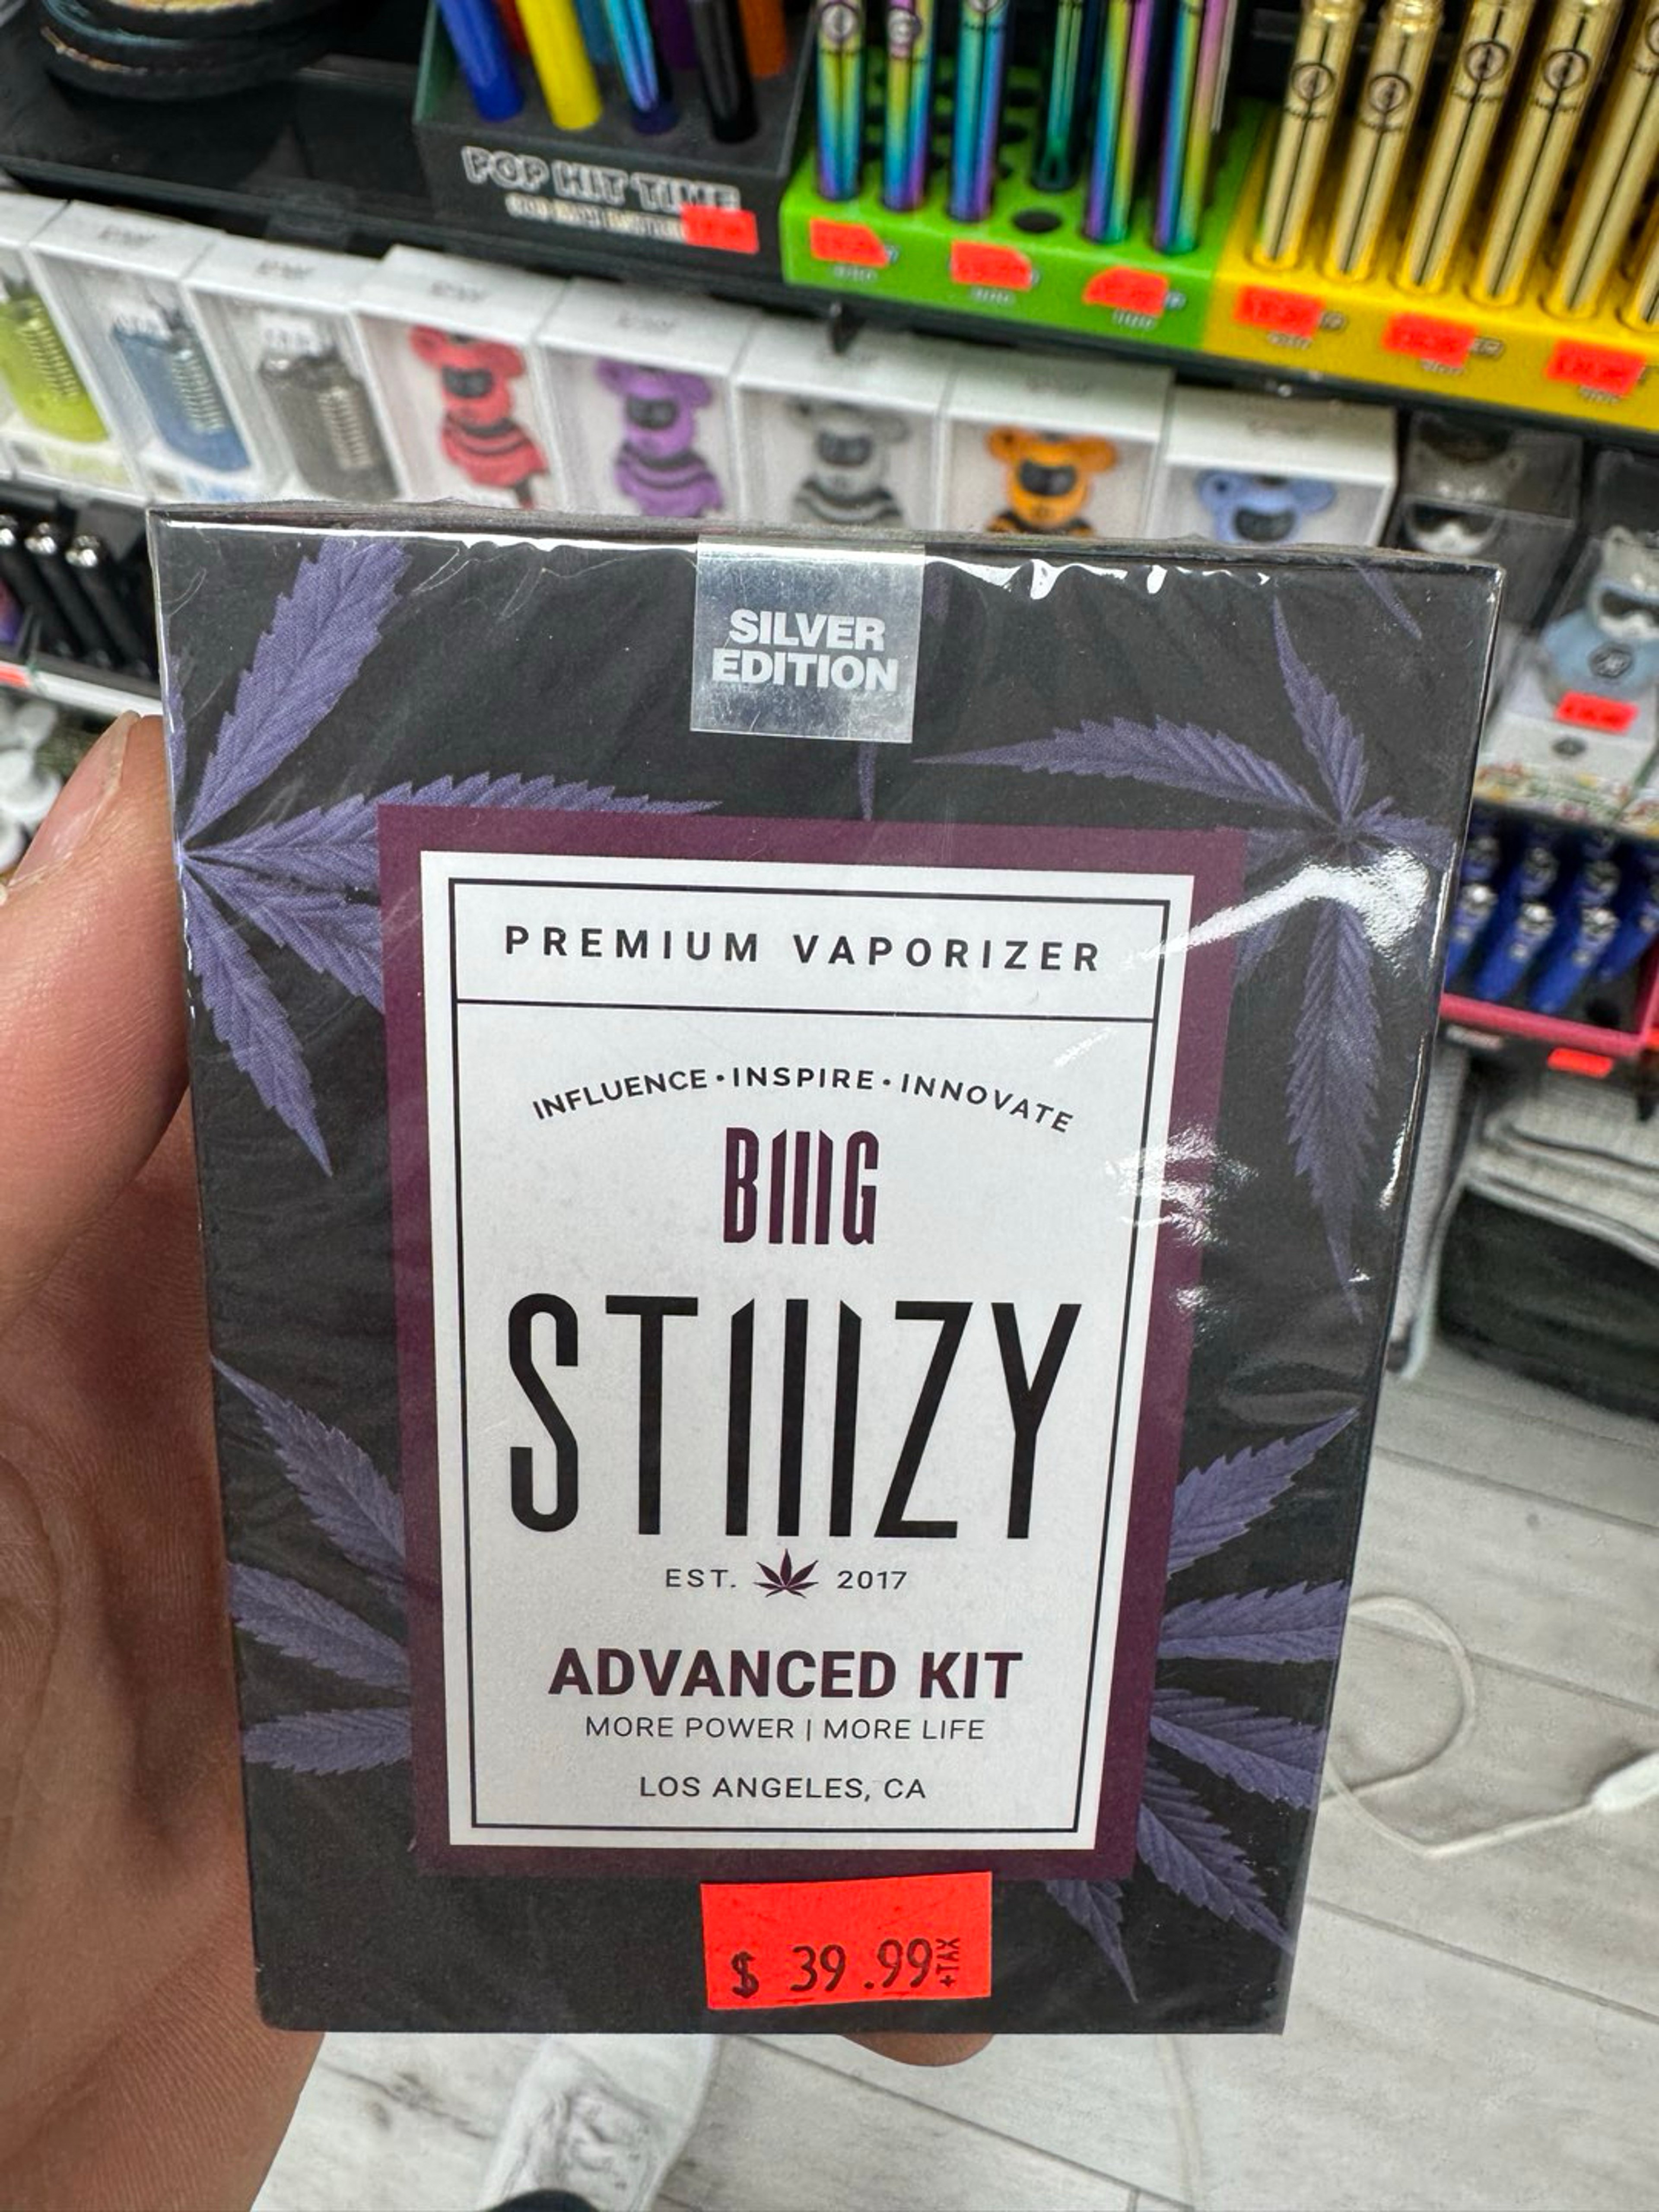 POP HIT TIME
SILVER
EDITION
PREMIUM VAPORIZER
INFLUENCE • INSPIRE • INNOVATE
BIIIG
STIIIZY
EST. 2017
ADVANCED KIT
MORE POWER | MORE LIFE
LOS ANGELES, CA
$ 39.99 +TAX